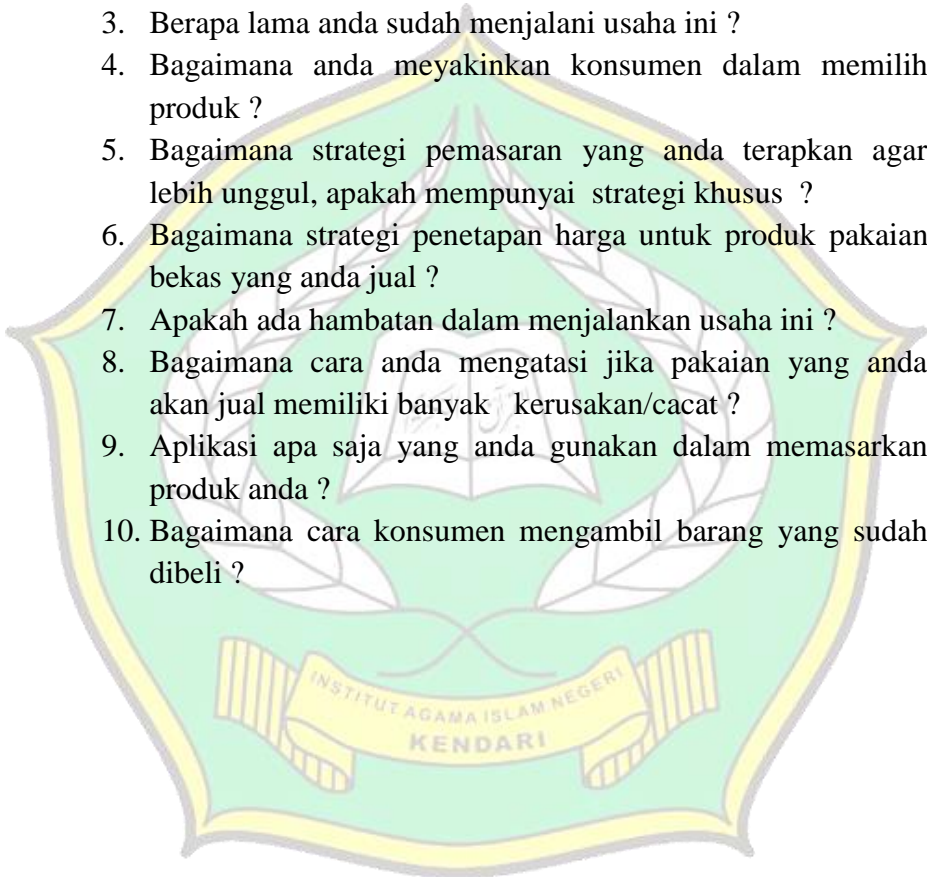 3. Berapa lama anda sudah menjalani usaha ini ?
4. Bagaimana anda meyakinkan konsumen dalam memilih
produk ?
5. Bagaimana strategi pemasaran yang anda terapkan agar
lebih unggul, apakah mempunyai strategi khusus ?
6. Bagaimana strategi penetapan harga untuk produk pakaian
bekas yang anda jual ?
7. Apakah ada hambatan dalam menjalankan usaha ini ?
8. Bagaimana cara anda mengatasi jika pakaian yang anda
akan jual memiliki banyak kerusakan/cacat ?
9. Aplikasi apa saja yang anda gunakan dalam memasarkan
produk anda ?
10. Bagaimana cara konsumen mengambil barang yang sudah
dibeli ?
INSTITUT AGAMA ISLAM NEGERI
KENDARI